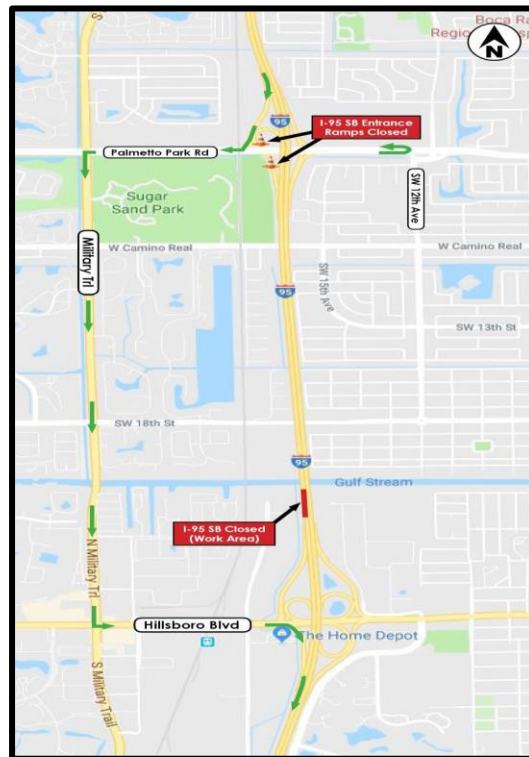 Boca Ra
Regio
sp
N
S
95
I-95 SB Entrance
Ramps Closed
Palmetto Park Rd
SW 12th Ave
Sugar
Sand Park
Military Trl
W Camino Real
W Camino Real
95
SW 15th Ave
SW 13th St
SW 18th St
95
Gulf Stream
I-95 SB Closed
(Work Area)
N Military Trl
Hillsboro Blvd
The Home Depot
S Military Trail